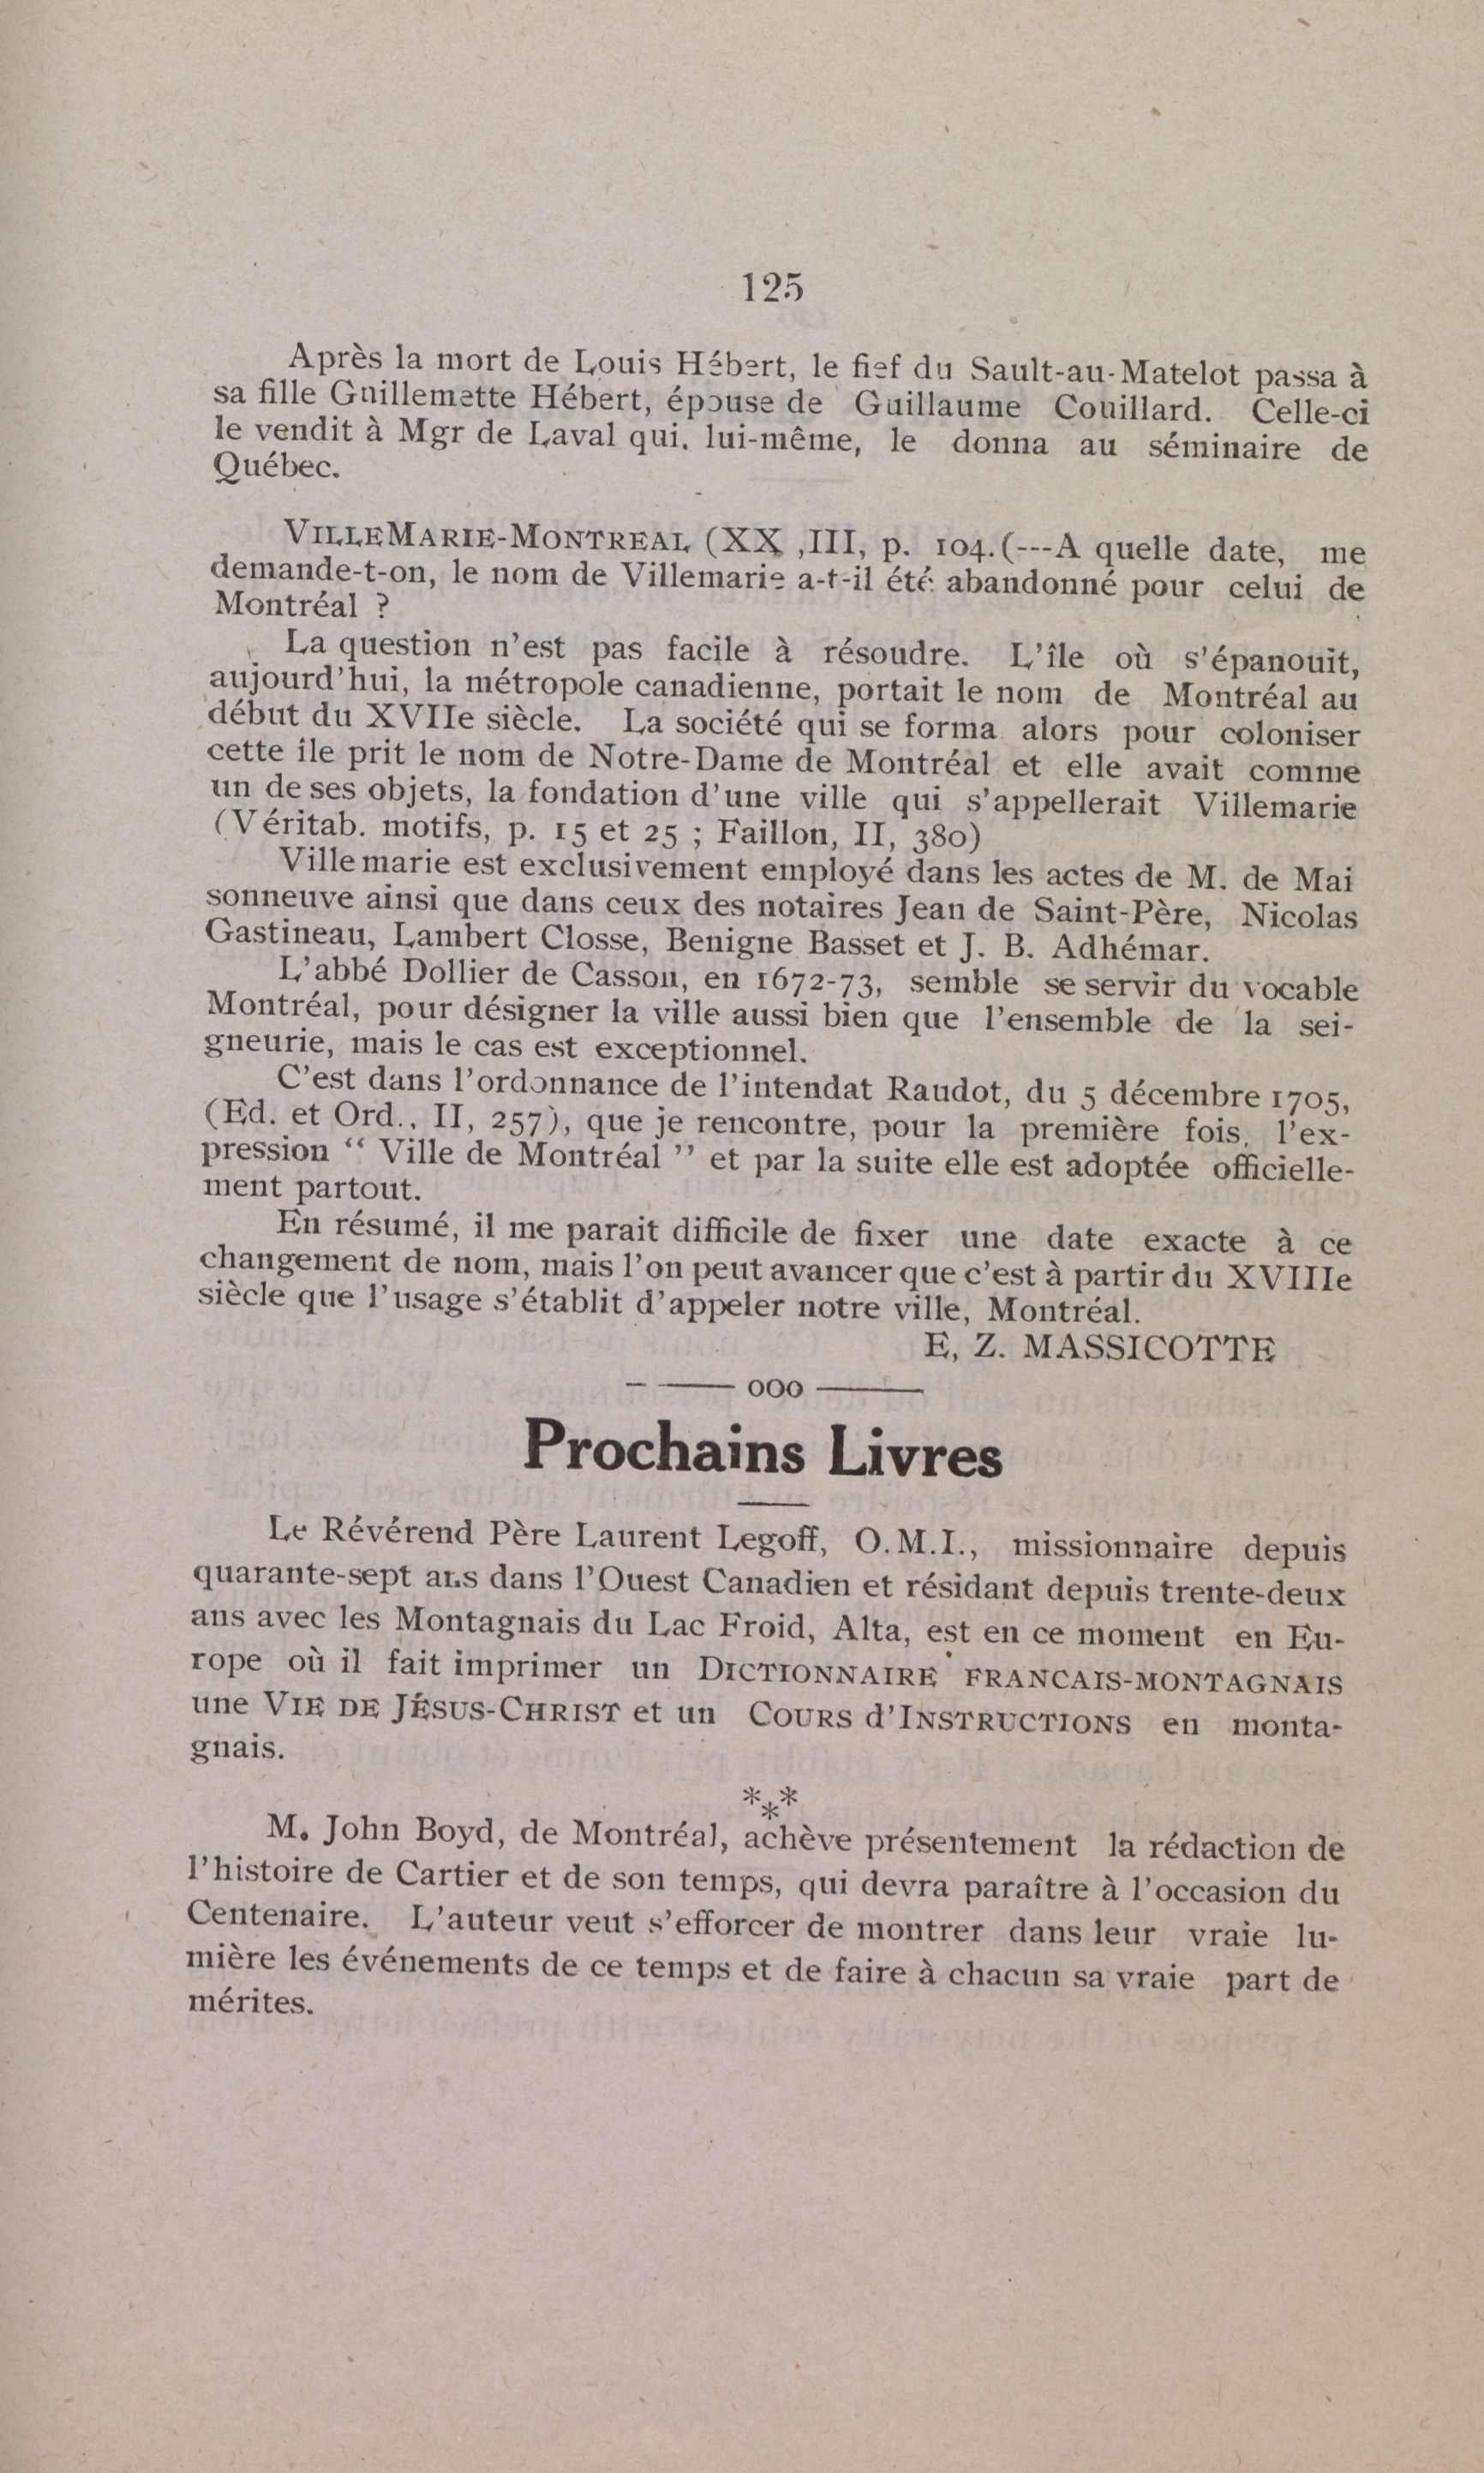 125
Après la mort de Louis Hébert, le fief du Sault-au-Matelot passa à
sa fille Guillemette Hébert, épouse de Guillaume Couillard. Celle-ci
le vendit à Mgr de Laval qui. lui-même, le donna au séminaire de
Québec.
VILLEMARIE-MONTREAL (XX ,III, p. 104.(---A quelle date, me
demande-t-on, le nom de Villemarie a-t-il été abandonné pour celui de
Montréal ?
La question n'est pas facile à résoudre. L'île où s'épanouit,
aujourd'hui, la métropole canadienne, portait le nom de Montréal au
début du XVIIe siècle. La société qui se forma alors pour coloniser
cette île prit le nom de Notre-Dame de Montréal et elle avait comme
un de ses objets, la fondation d'une ville qui s'appellerait Villemarie
(Véritab. motifs, p. 15 et 25 ; Faillon, II, 380)
Villemarie est exclusivement employé dans les actes de M. de Mai
sonneuve ainsi que dans ceux des notaires Jean de Saint-Père, Nicolas
Gastineau, Lambert Closse, Benigne Basset et J. B. Adhémar.
L'abbé Dollier de Casson, en 1672-73, semble se servir du vocable
Montréal, pour désigner la ville aussi bien que l'ensemble de la sei-
gneurie, mais le cas est exceptionnel.
C'est dans l'ordonnance de l'intendat Raudot, du 5 décembre 1705,
(Ed. et Ord., II, 257), que je rencontre, pour la première fois, l'ex-
pression “ Ville de Montréal ” et par la suite elle est adoptée officielle-
ment partout.
En résumé, il me parait difficile de fixer une date exacte à ce
changement de nom, mais l'on peut avancer que c'est à partir du XVIIIe
siècle que l'usage s'établit d'appeler notre ville, Montréal.
E, Z. MASSICOTTE
— —— ooo ——
Prochains Livres
Le Révérend Père Laurent Legoff, O.M.I., missionnaire depuis
quarante-sept ans dans l'Ouest Canadien et résidant depuis trente-deux
ans avec les Montagnais du Lac Froid, Alta, est en ce moment en Eu-
rope où il fait imprimer un DICTIONNAIRE FRANCAIS-MONTAGNAIS
une VIE DE JÉSUS-CHRIST et un COURS d'INSTRUCTIONS en monta-
gnais.
***
M. John Boyd, de Montréal, achève présentement la rédaction de
l'histoire de Cartier et de son temps, qui devra paraître à l'occasion du
Centenaire. L'auteur veut s'efforcer de montrer dans leur vraie lu-
mière les événements de ce temps et de faire à chacun sa vraie part de
mérites.